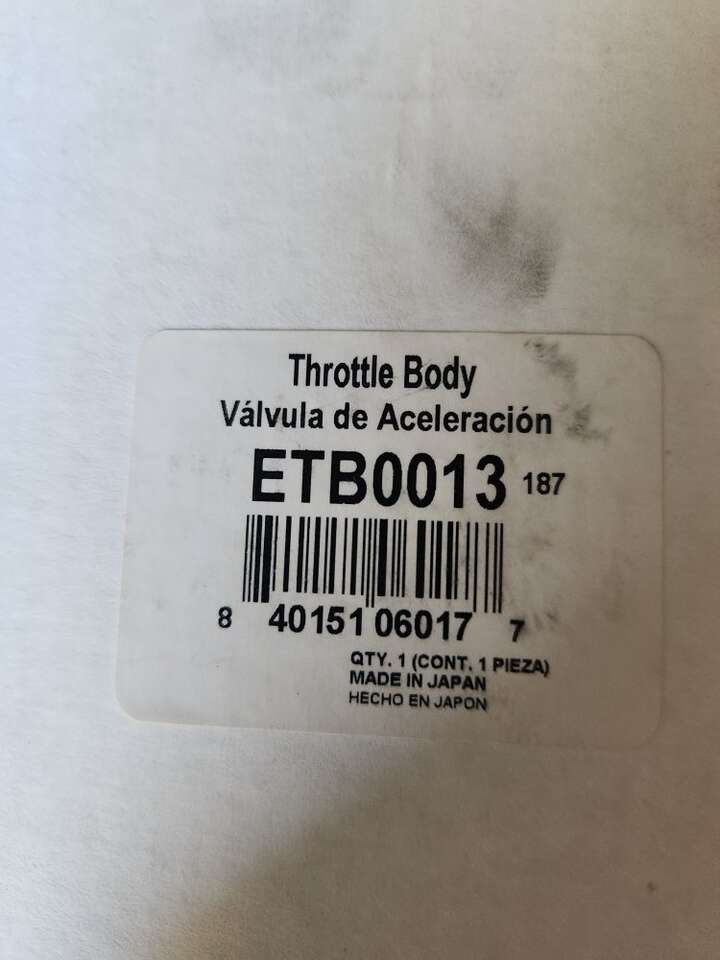 Throttle Body
Válvula de Aceleración
ETB0013 187
8 40151 06017 7
QTY. 1 (CONT. 1 PIEZA)
MADE IN JAPAN
HECHO EN JAPON